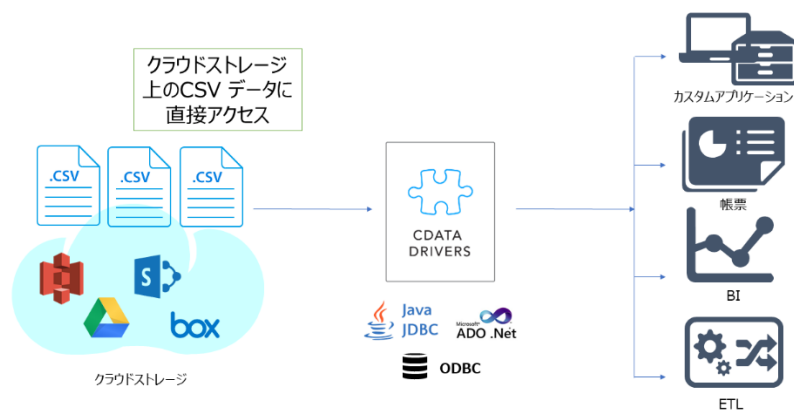 クラウドストレージ
上のCSV データに
直接アクセス
.CSV
.CSV
.CSV
S
box
クラウドストレージ
CDATA
DRIVERS
Java
JDBC
Microsoft
ADO .Net
ODBC
カスタムアプリケーション
帳票
BI
ETL